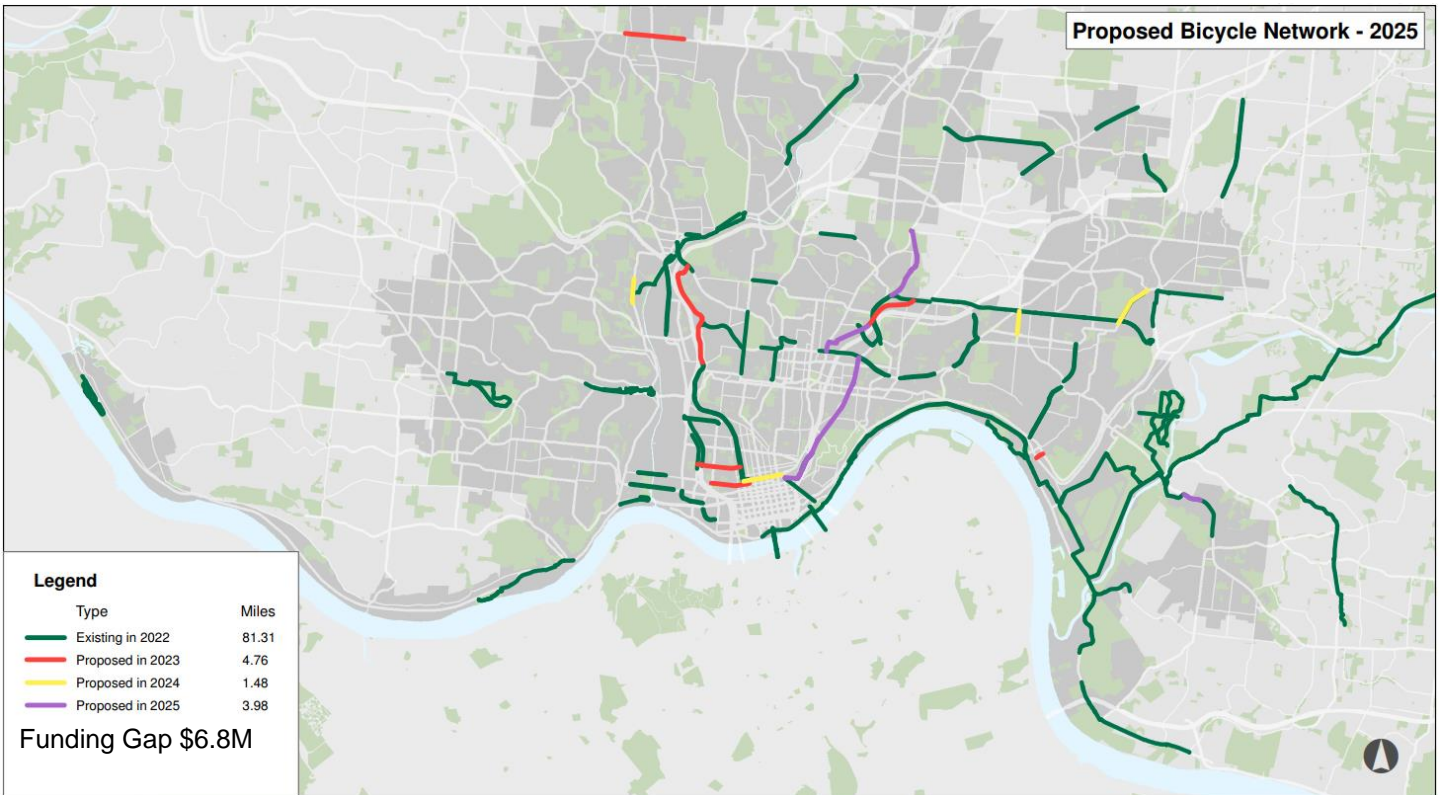 Proposed Bicycle Network - 2025
Legend
Type Miles
Existing in 2022 81.31
Proposed in 2023 4.76
Proposed in 2024 1.48
Proposed in 2025 3.98
Funding Gap $6.8M